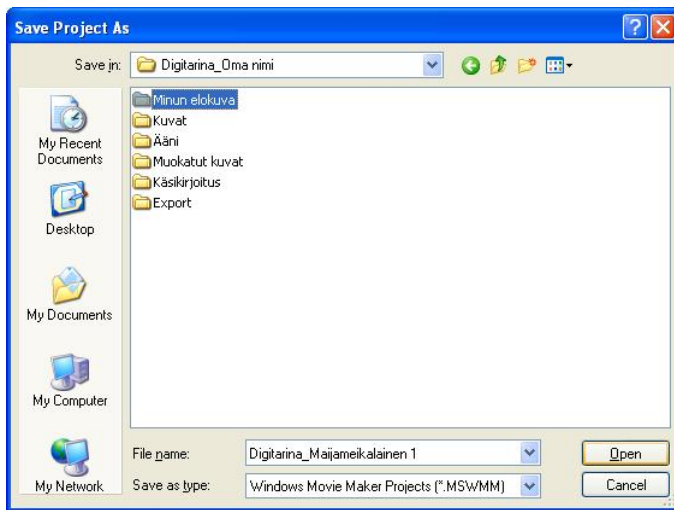 Save Project As
Save in: Digitarina_Oma nimi
My Recent Documents
Desktop
My Documents
My Computer
My Network
Minun elokuva
Kuvat
Ääni
Muokatut kuvat
Käsikirjoitus
Export
File name: Digitarina_Maijameikalainen 1 Open
Save as type: Windows Movie Maker Projects (*.MSWMM) Cancel